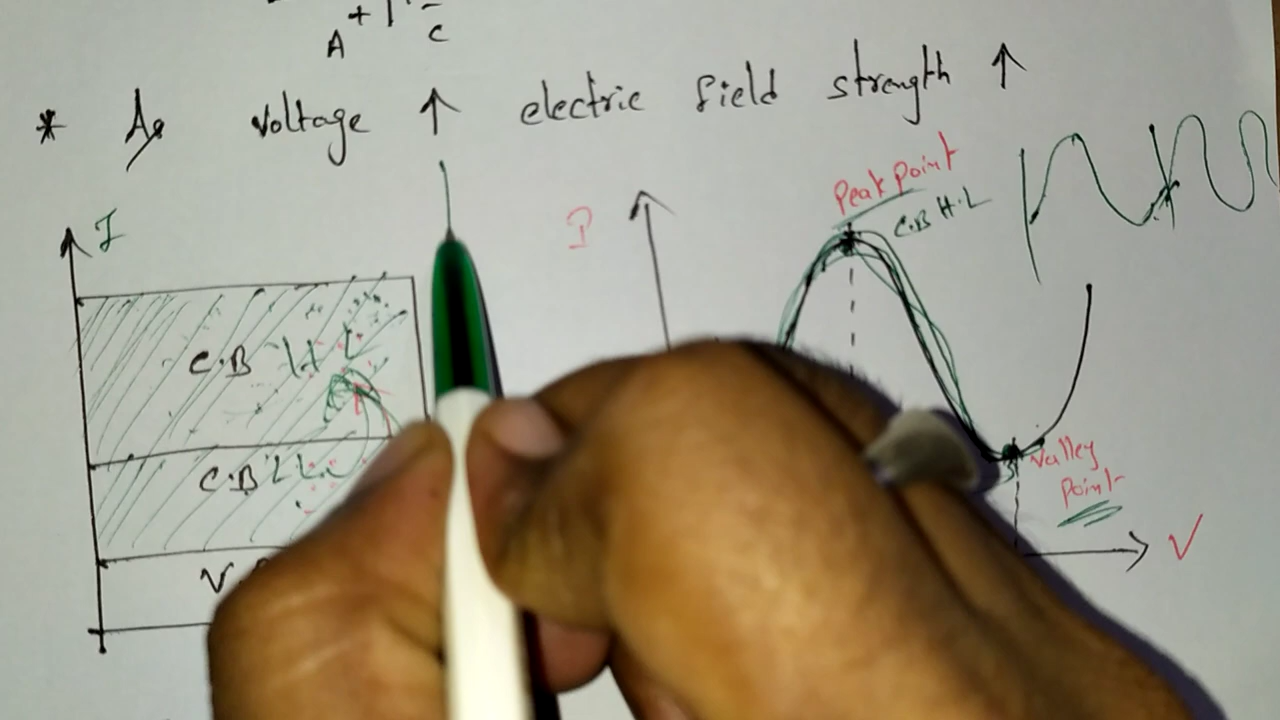 A + C
* As voltage ↑ electric field strength ↑
Peak Point
C.B H.L
I
I
C.B H L
C.B L L
V.
Valley
Point
V